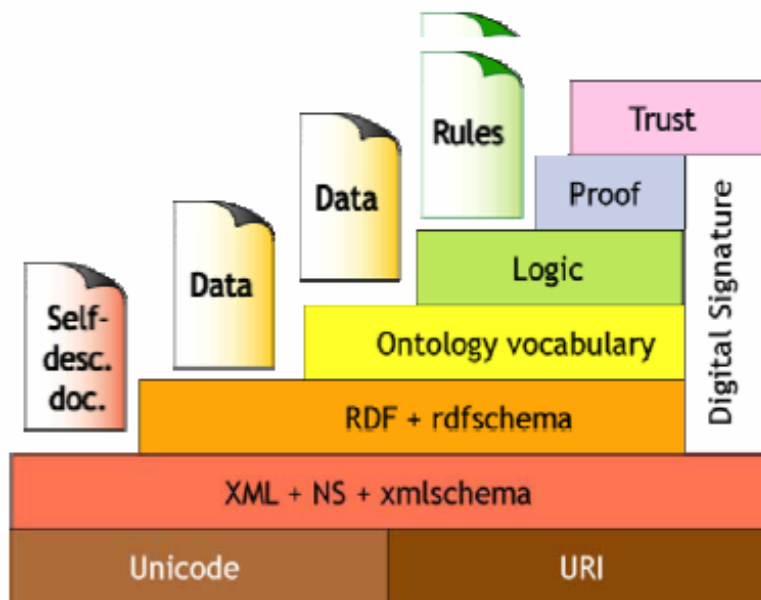 Rules
Trust
Data
Proof
Digital Signature
Data
Logic
Self-
desc.
doc.
Ontology vocabulary
RDF + rdfschema
XML + NS + xmlschema
Unicode
URI